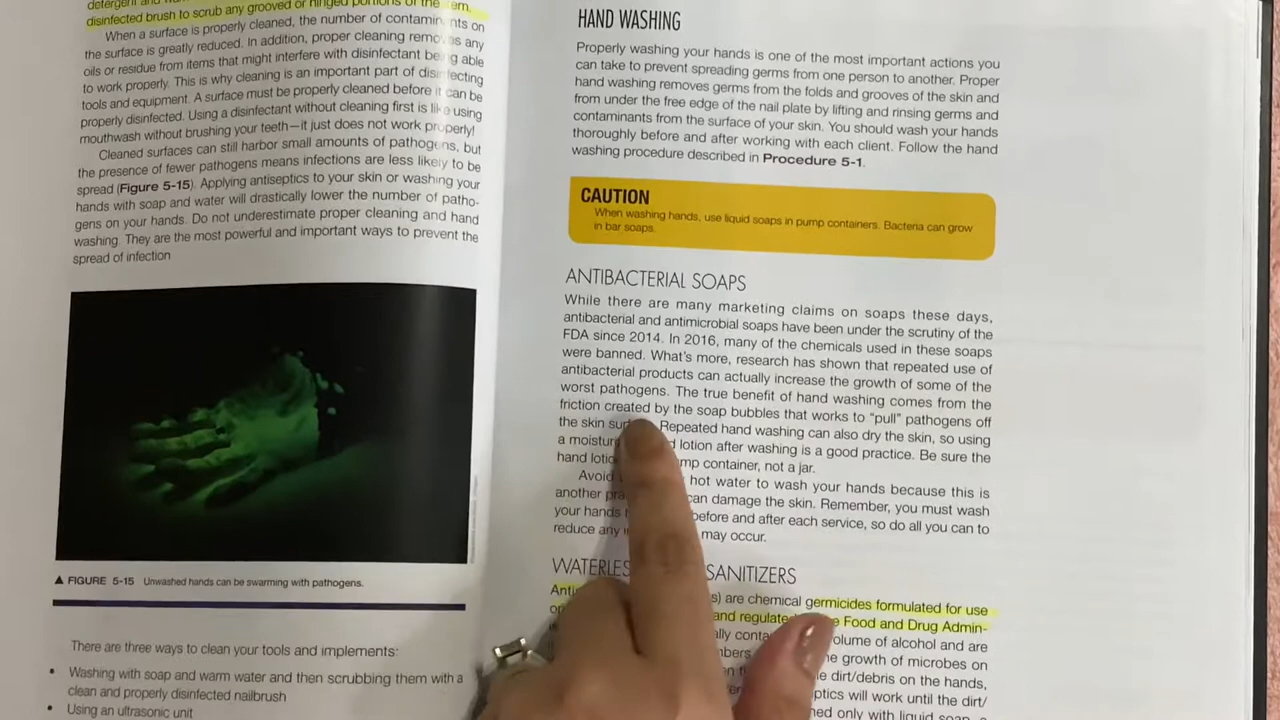 detergent and
disinfected brush to scrub any grooved or hinged portions of the
When a surface is properly cleaned, the number of contaminants on
the surface is greatly reduced. In addition, proper cleaning removes any
oils or residue from items that might interfere with disinfectant being able
to work properly. This is why cleaning is an important part of disinfecting
tools and equipment. A surface must be properly cleaned before it can be
properly disinfected. Using a disinfectant without cleaning first is like using
mouthwash without brushing your teeth—it just does not work properly!
Cleaned surfaces can still harbor small amounts of pathogens, but
the presence of fewer pathogens means infections are less likely to be
spread (Figure 5-15). Applying antiseptics to your skin or washing your
hands with soap and water will drastically lower the number of patho-
gens on your hands. Do not underestimate proper cleaning and hand
washing. They are the most powerful and important ways to prevent the
spread of infection
▲ FIGURE 5-15 Unwashed hands can be swarming with pathogens.
There are three ways to clean your tools and implements:
• Washing with soap and warm water and then scrubbing them with a
clean and properly disinfected nailbrush
• Using an ultrasonic unit
HAND WASHING
Properly washing your hands is one of the most important actions you
can take to prevent spreading germs from one person to another. Proper
hand washing removes germs from the folds and grooves of the skin and
from under the free edge of the nail plate by lifting and rinsing germs and
contaminants from the surface of your skin. You should wash your hands
thoroughly before and after working with each client. Follow the hand
washing procedure described in Procedure 5-1.
CAUTION
When washing hands, use liquid soaps in pump containers. Bacteria can grow
in bar soaps.
ANTIBACTERIAL SOAPS
While there are many marketing claims on soaps these days,
antibacterial and antimicrobial soaps have been under the scrutiny of the
FDA since 2014. In 2016, many of the chemicals used in these soaps
were banned. What's more, research has shown that repeated use of
antibacterial products can actually increase the growth of some of the
worst pathogens. The true benefit of hand washing comes from the
friction created by the soap bubbles that works to "pull" pathogens off
the skin Repeated hand washing can also dry the skin, so using
a lotion after washing is a good practice. Be sure the
hand container, not a jar.
Avoid hot water to wash your hands because this is
another can damage the skin. Remember, you must wash
your hands before and after each service, so do all you can to
reduce any may occur.
WATERLESS SANITIZERS
are chemical germicides formulated for use
and regulated Food and Drug Admin-
volume of alcohol and are
growth of microbes on
dirt/debris on the hands,
will work until the dirt/
only with liquid soap, a